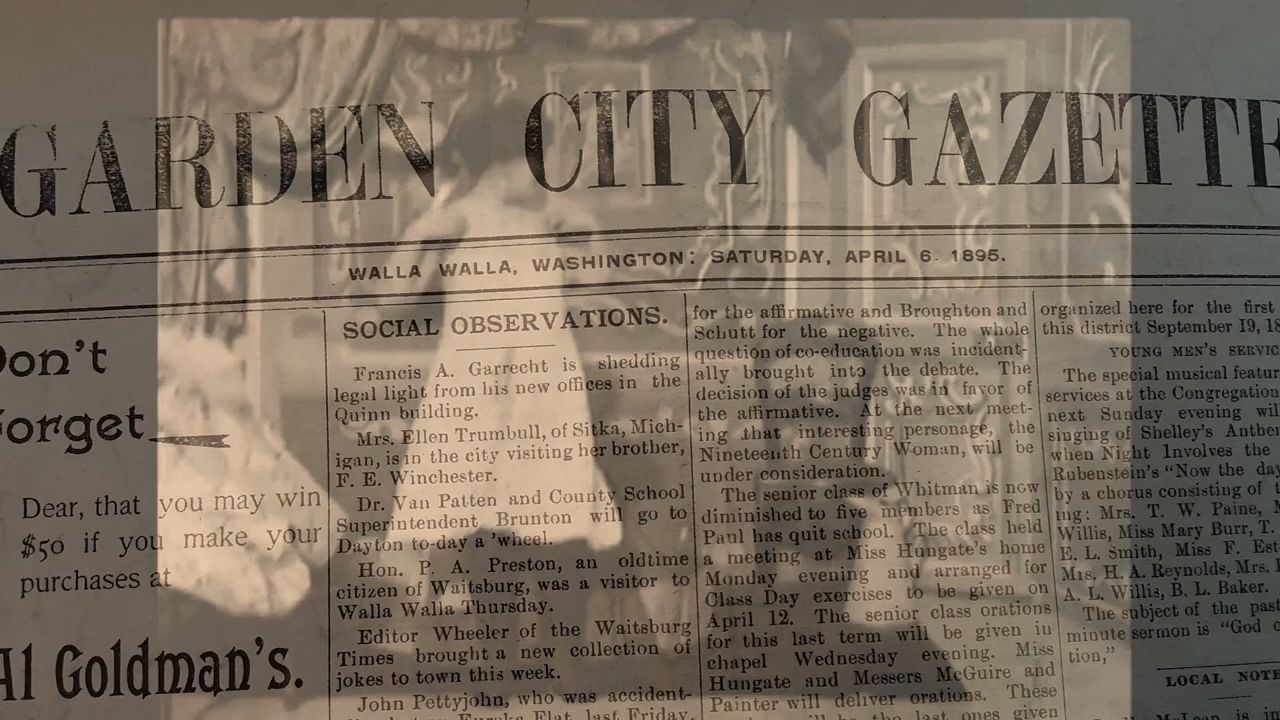 GARDEN CITY GAZETTE
WALLA WALLA, WASHINGTON: SATURDAY, APRIL 6. 1895.
Don't
Forget
Dear, that you may win
$50 if you make your
purchases at
Al Goldman's.
SOCIAL OBSERVATIONS.
Francis A. Garrecht is shedding
legal light from his new offices in the
Quinn building.
Mrs. Ellen Trumbull, of Sitka, Mich-
igan, is in the city visiting her brother,
F. E. Winchester.
Dr. Van Patten and County School
Superintendent Brunton will go to
Dayton to-day a 'wheel.
Hon. P. A. Preston, an oldtime
citizen of Waitsburg, was a visitor to
Walla Walla Thursday.
Editor Wheeler of the Waitsburg
Times brought a new collection of
jokes to town this week.
John Pettyjohn, who was accident-
Eureka Flat, last Friday,
for the affirmative and Broughton and
Schutt for the negative. The whole
question of co-education was incident-
ally brought into the debate. The
decision of the judges was in favor of
the affirmative. At the next meet-
ing that interesting personage, the
Nineteenth Century Woman, will be
under consideration.
The senior class of Whitman is now
diminished to five members as Fred
Paul has quit school. The class held
a meeting at Miss Hungate's home
Monday evening and arranged for
Class Day exercises to be given on
April 12. The senior class orations
for this last term will be given in
chapel Wednesday evening. Miss
Hungate and Messers McGuire and
Painter will deliver orations. These
will be the last ones given
organized here for the first
this district September 19, 18
YOUNG MEN'S SERVIC
The special musical featur
services at the Congregation
next Sunday evening wil
singing of Shelley's Anthe
when Night Involves the
Rubenstein's "Now the day
by a chorus consisting of t
ing: Mrs. T. W. Paine, M
Willis, Miss Mary Burr, T.
E. L. Smith, Miss F. Est
Mis. H. A. Reynolds, Mrs.
A. L. Willis, B. L. Baker.
The subject of the past
minute sermon is "God
tion,"
LOCAL NOTE